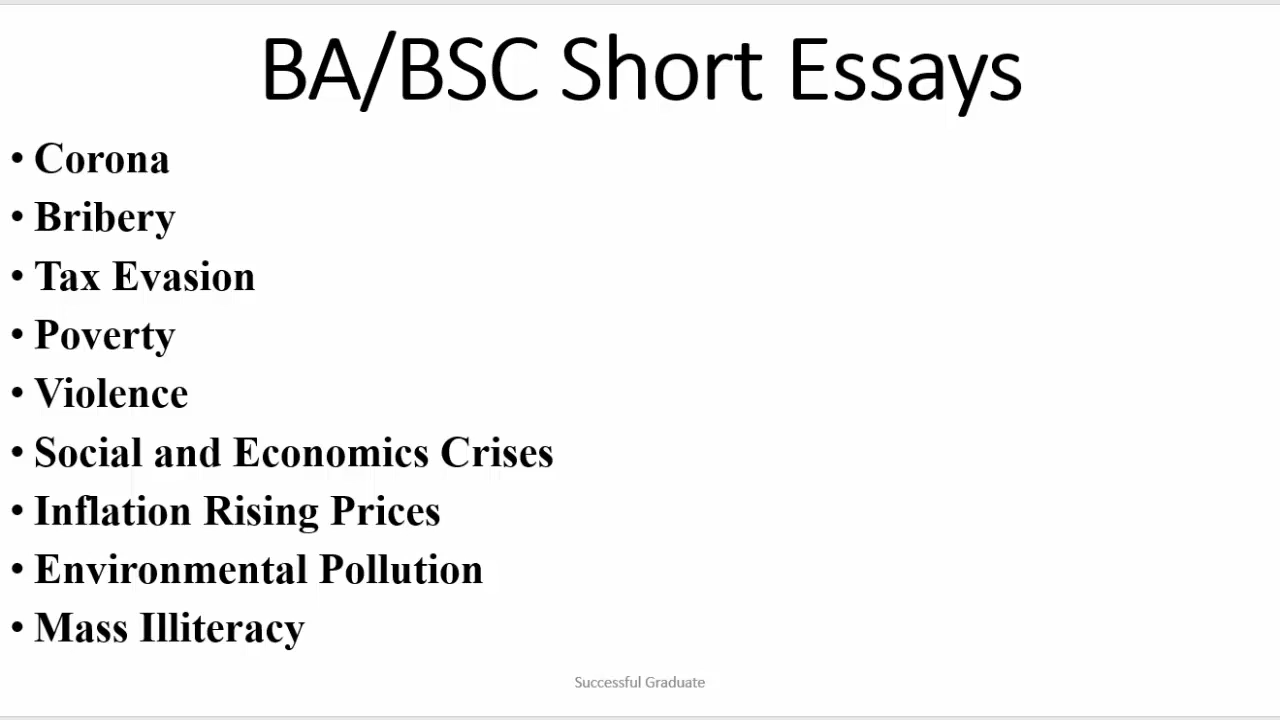 BA/BSC Short Essays
• Corona
• Bribery
• Tax Evasion
• Poverty
• Violence
• Social and Economics Crises
• Inflation Rising Prices
• Environmental Pollution
• Mass Illiteracy
Successful Graduate